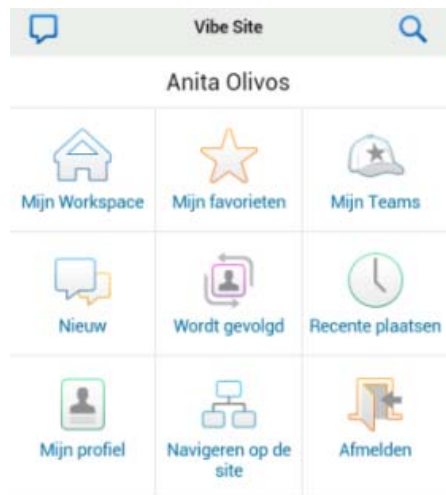 Vibe Site
Anita Olivos
Mijn Workspace
Mijn favorieten
Mijn Teams
Nieuw
Wordt gevolgd
Recente plaatsen
Mijn profiel
Navigeren op de
site
Afmelden